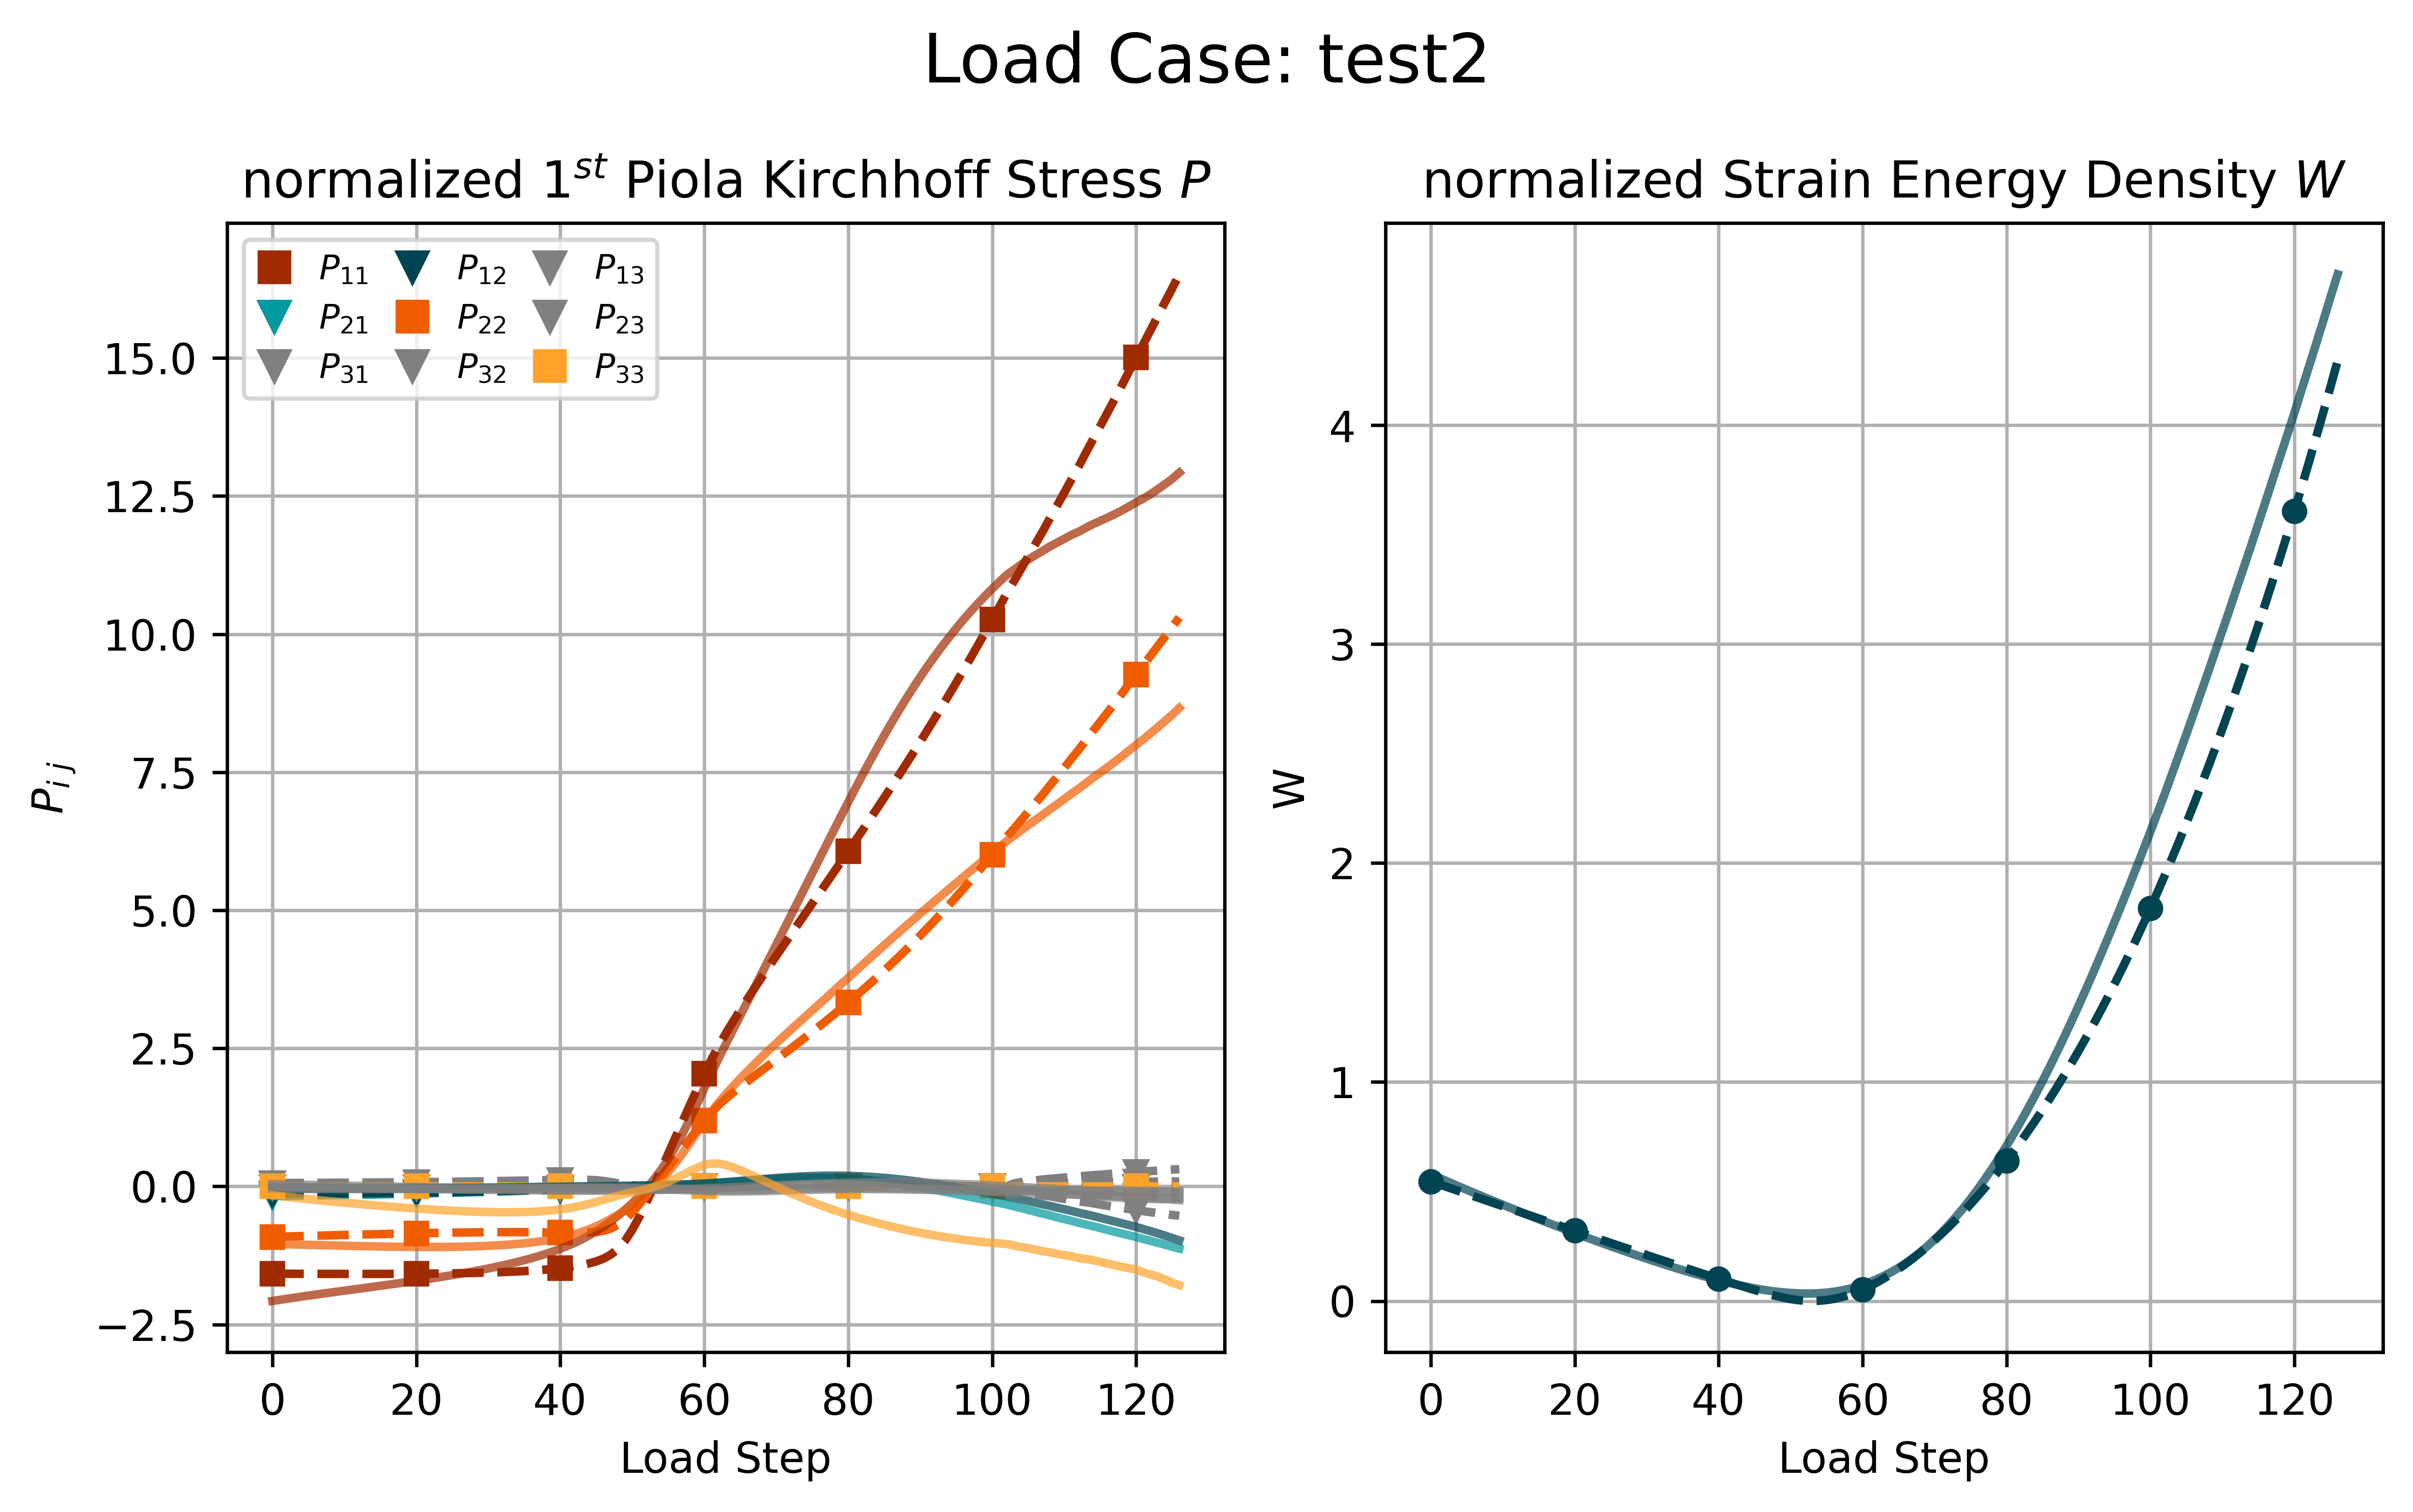 Load Case: test2
normalized 1st Piola Kirchhoff Stress P
P11 P12 P13
P21 P22 P23
P31 P32 P33
15.0
12.5
10.0
7.5
5.0
2.5
0.0
−2.5
Pi j
0 20 40 60 80 100 120
Load Step
normalized Strain Energy Density W
4
3
2
1
0
W
0 20 40 60 80 100 120
Load Step